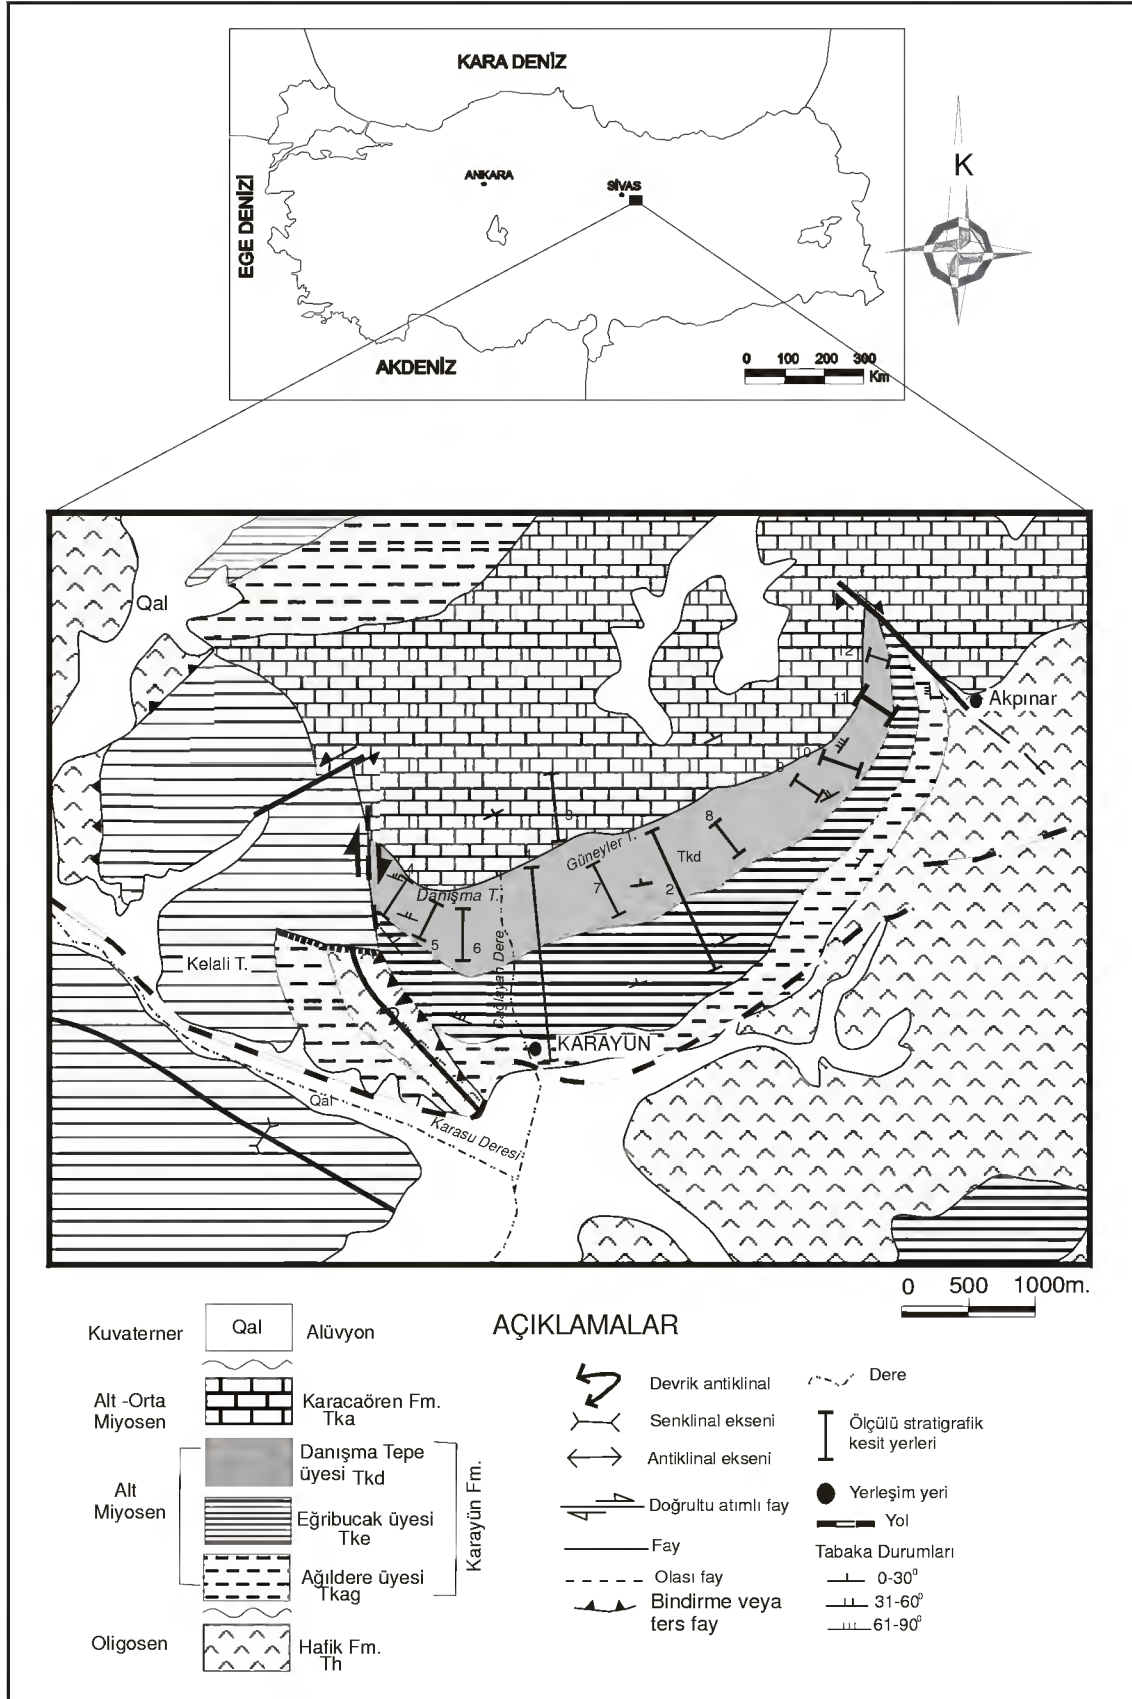 KARA DENİZ
K
ANKARA
SİVAS
EGE DENİZİ
AKDENİZ
0 100 200 300
Km
Qal
12
Akpınar
11
10
9
3
8
1
Güneyler T.
Tkd
4
7
2
Danışma T.
5
6
Çağlayan Dere
Kelali T.
KARAYÜN
Qal
Karasu Deresi
0 500 1000m.
AÇIKLAMALAR
Kuvaterner
Qal
Alüvyon
Alt -Orta
Miyosen
Karacaören Fm.
Tka
Alt
Miyosen
Danışma Tepe
üyesi Tkd
Eğribucak üyesi
Tke
Ağıldere üyesi
Tkag
Karayün Fm.
Oligosen
Hafik Fm.
Th
Devrik antiklinal
Senklinal ekseni
Antiklinal ekseni
Doğrultu atımlı fay
Fay
Olası fay
Bindirme veya
ters fay
Dere
Ölçülü stratigrafik
kesit yerleri
Yerleşim yeri
Yol
Tabaka Durumları
0-30⁰
31-60⁰
61-90⁰